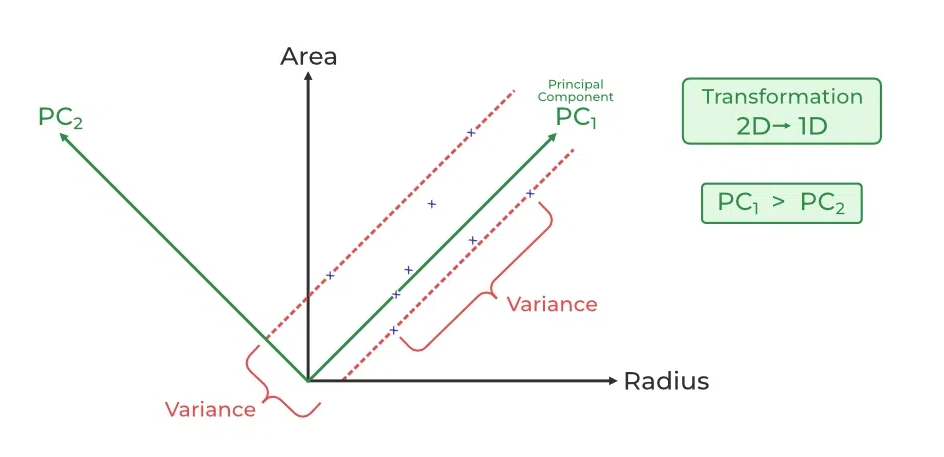 Area
Principal
Component
PC₁
PC₂
Transformation
2D→ 1D
PC₁ > PC₂
Variance
Radius
Variance